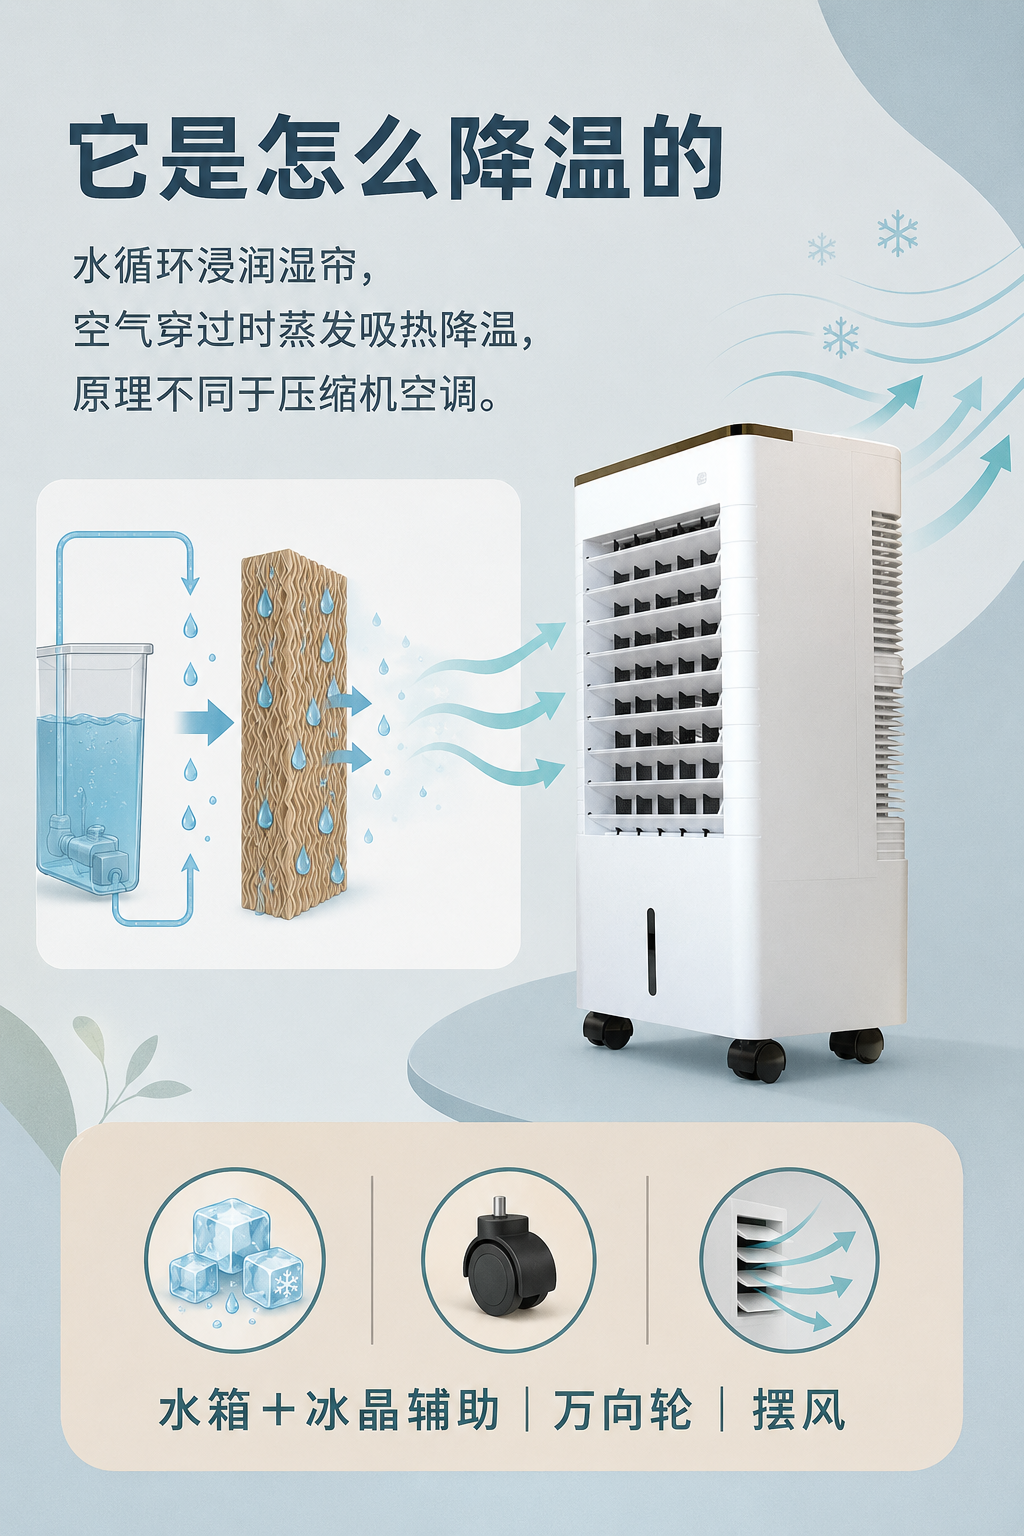 它是怎么降温的
水循环浸润湿帘，
空气穿过时蒸发吸热降温，
原理不同于压缩机空调。
水箱＋冰晶辅助｜万向轮｜摆风